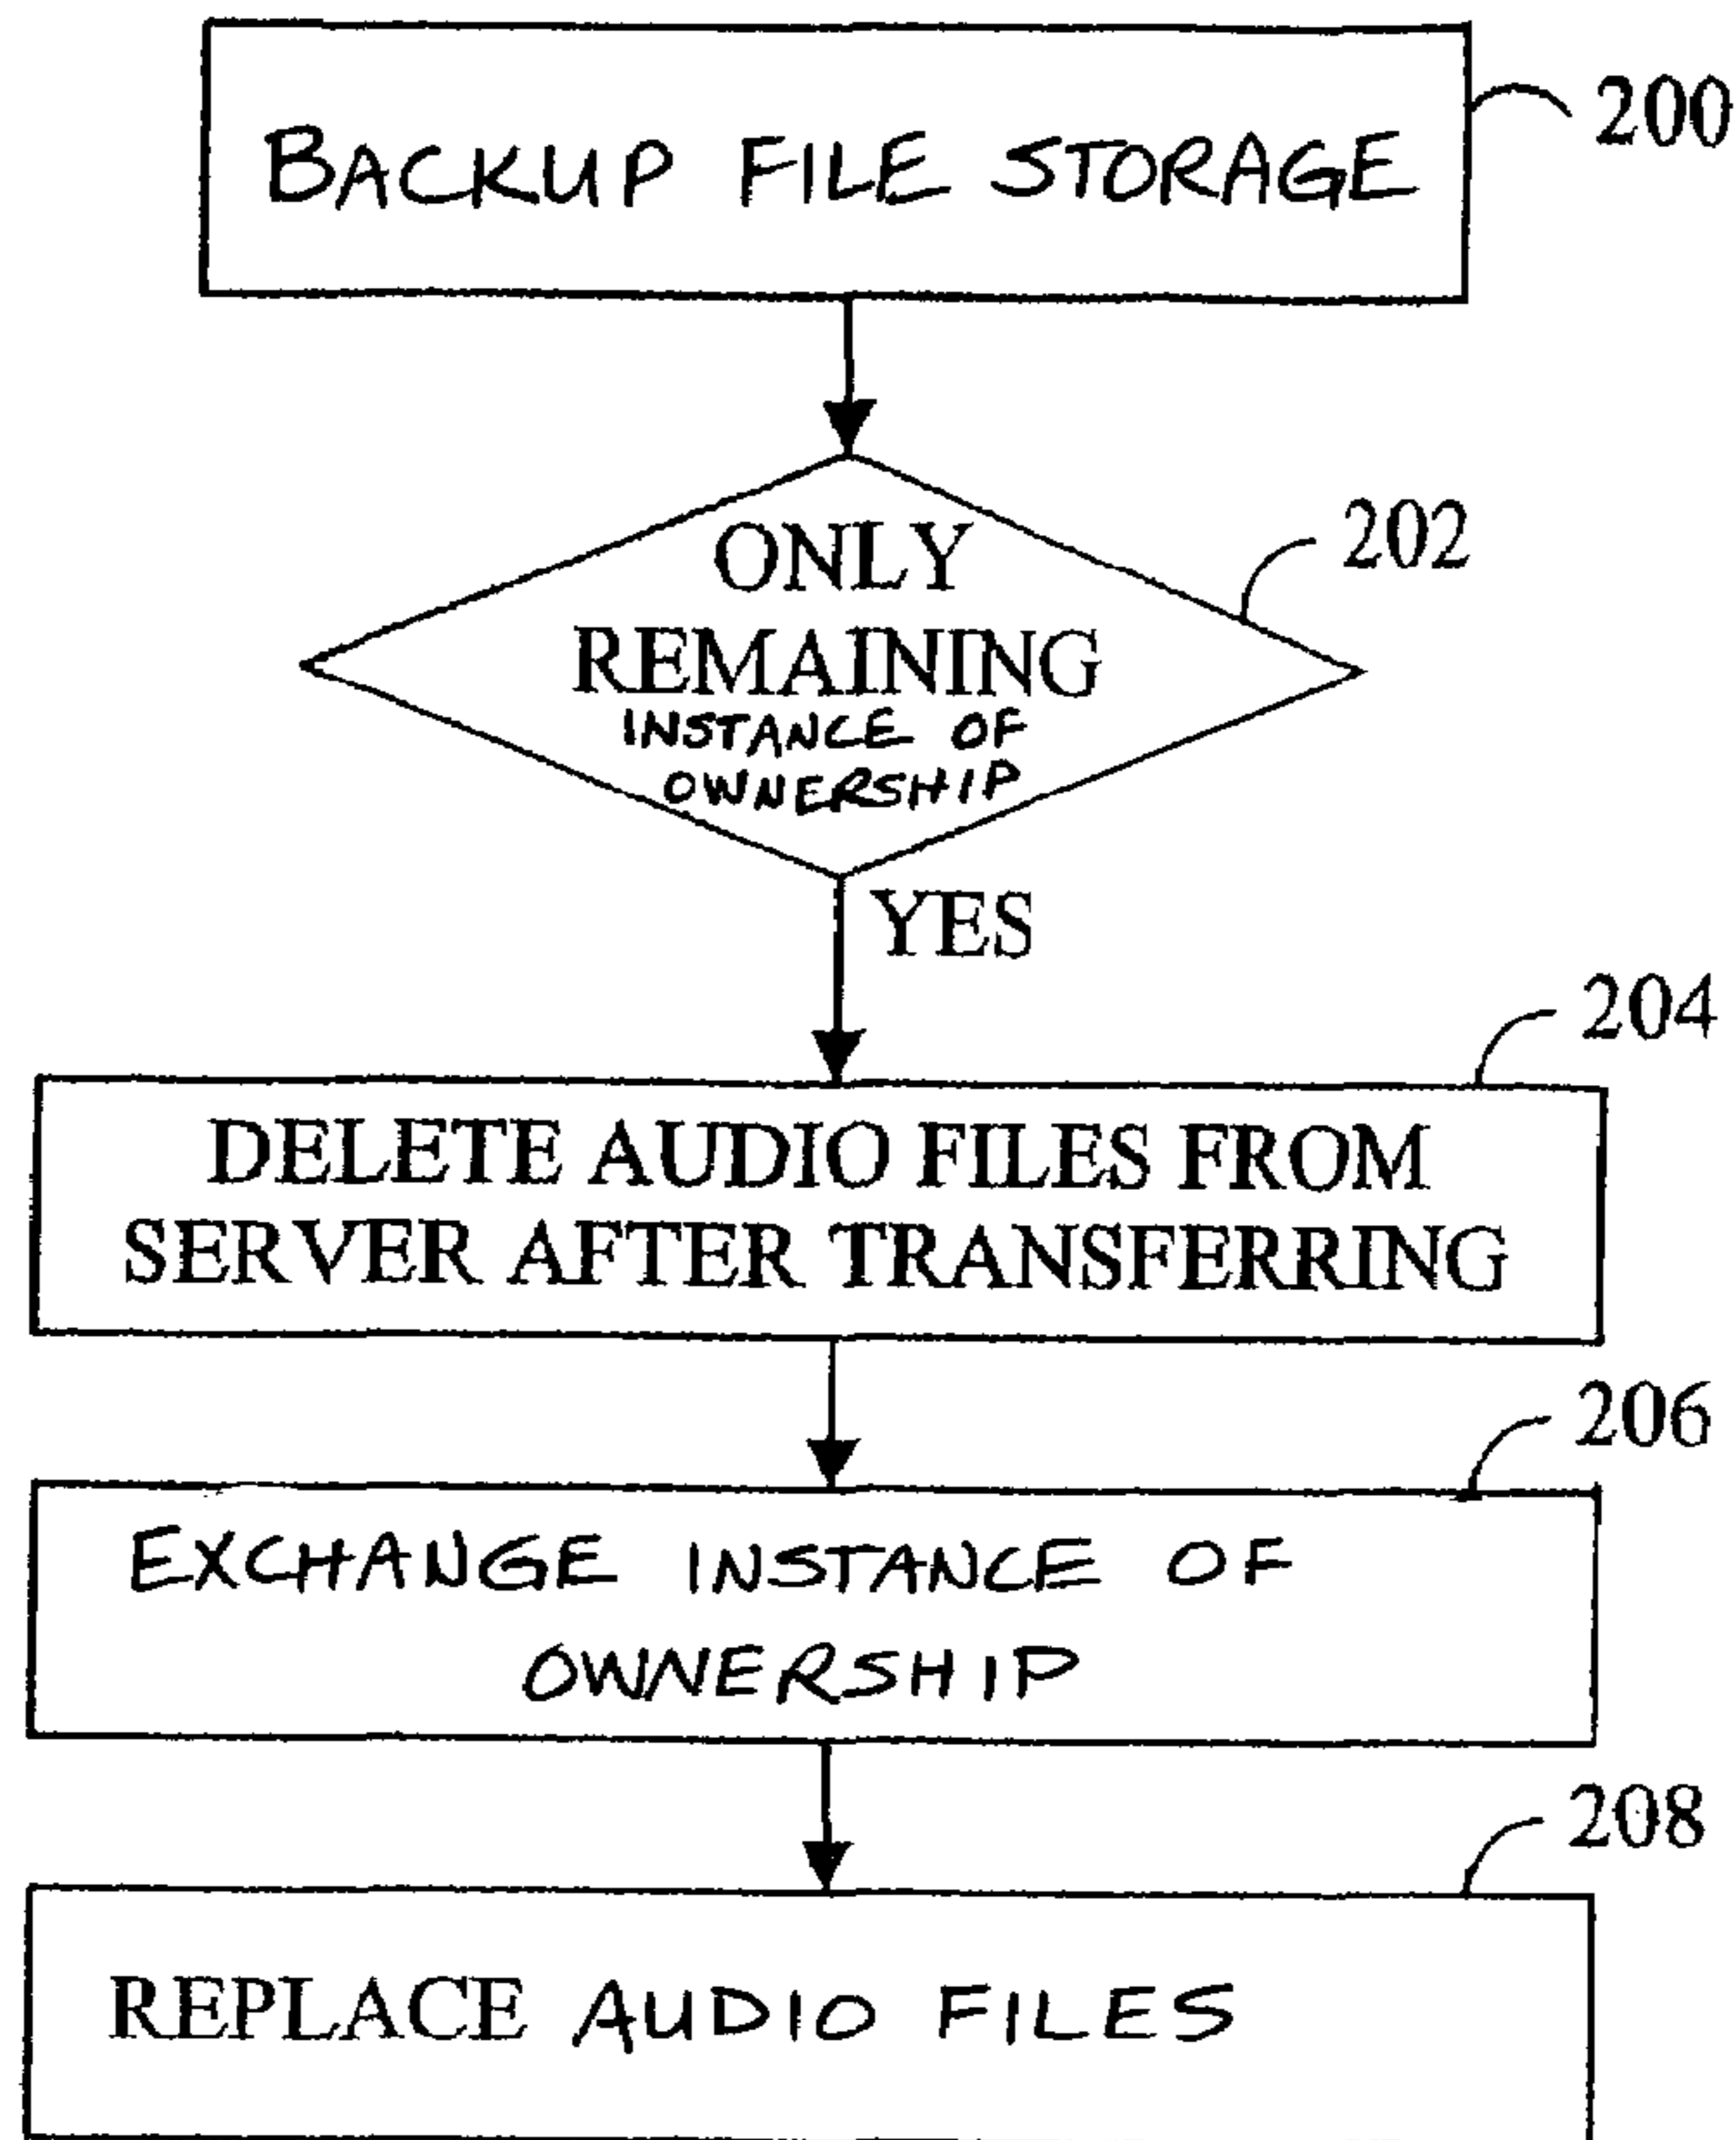 BACKUP FILE STORAGE
200
ONLY
REMAINING
INSTANCE OF
OWNERSHIP
202
YES
204
DELETE AUDIO FILES FROM
SERVER AFTER TRANSFERRING
206
EXCHANGE INSTANCE OF
OWNERSHIP
208
REPLACE AUDIO FILES